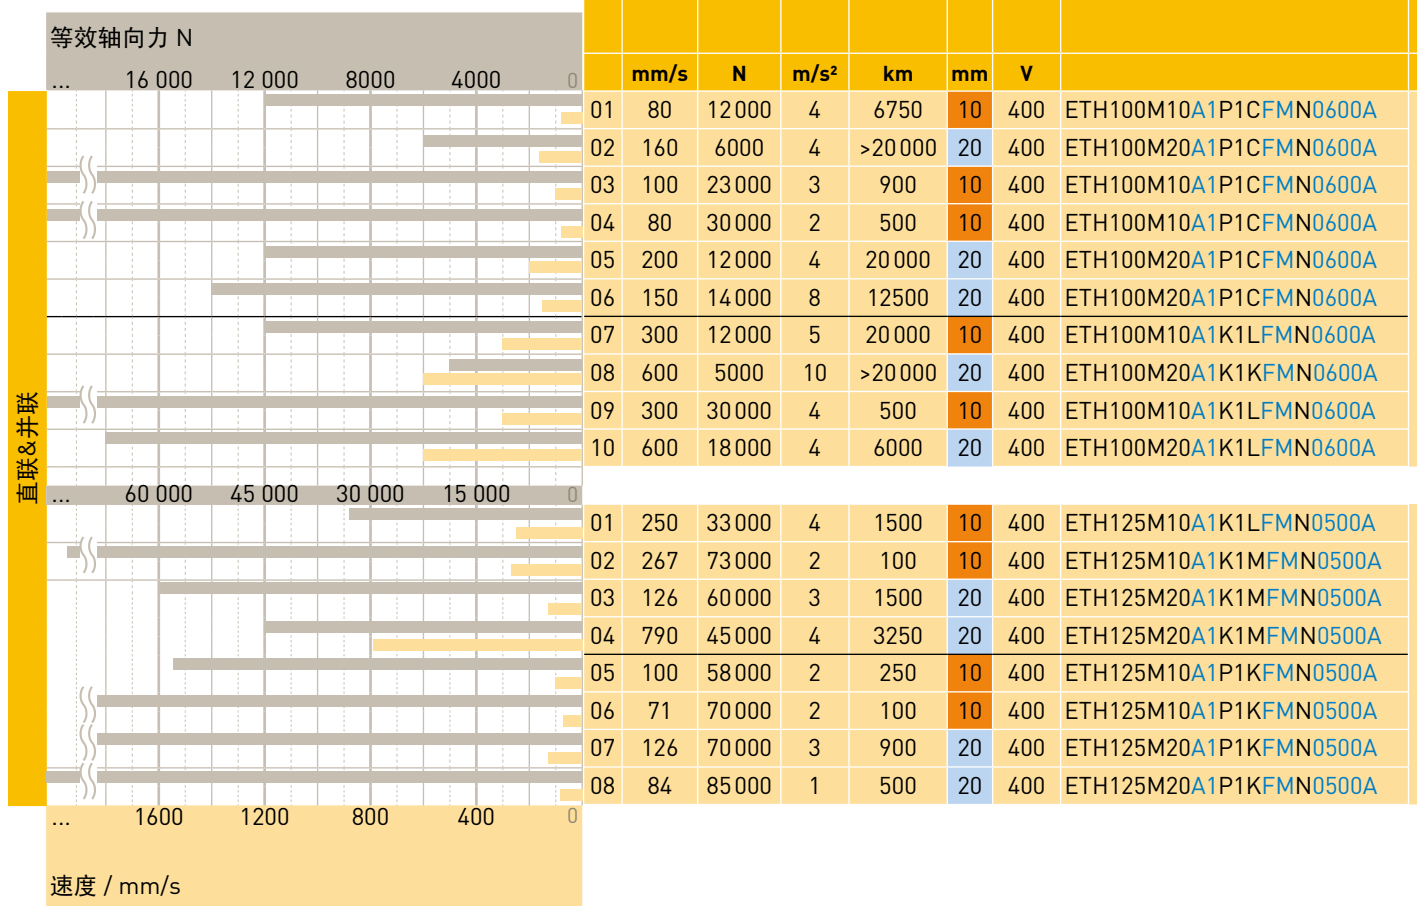 等效轴向力 N
... 16 000 12 000 8000 4000 0
mm/s N m/s² km mm V
01 80 12 000 4 6750 10 400 ETH100M10A1P1CFMN0600A
02 160 6000 4 >20 000 20 400 ETH100M20A1P1CFMN0600A
03 100 23 000 3 900 10 400 ETH100M10A1P1CFMN0600A
04 80 30 000 2 500 10 400 ETH100M10A1P1CFMN0600A
05 200 12 000 4 20 000 20 400 ETH100M20A1P1CFMN0600A
06 150 14 000 8 12500 20 400 ETH100M20A1P1CFMN0600A
07 300 12 000 5 20 000 10 400 ETH100M10A1K1LFMN0600A
08 600 5000 10 >20 000 20 400 ETH100M20A1K1KFMN0600A
09 300 30 000 4 500 10 400 ETH100M10A1K1LFMN0600A
10 600 18 000 4 6000 20 400 ETH100M20A1K1LFMN0600A
直联&并联
... 60 000 45 000 30 000 15 000 0
01 250 33 000 4 1500 10 400 ETH125M10A1K1LFMN0500A
02 267 73 000 2 100 10 400 ETH125M10A1K1MFMN0500A
03 126 60 000 3 1500 20 400 ETH125M20A1K1MFMN0500A
04 790 45 000 4 3250 20 400 ETH125M20A1K1MFMN0500A
05 100 58 000 2 250 10 400 ETH125M10A1P1KFMN0500A
06 71 70 000 2 100 10 400 ETH125M10A1P1KFMN0500A
07 126 70 000 3 900 20 400 ETH125M20A1P1KFMN0500A
08 84 85 000 1 500 20 400 ETH125M20A1P1KFMN0500A
... 1600 1200 800 400 0
速度 / mm/s